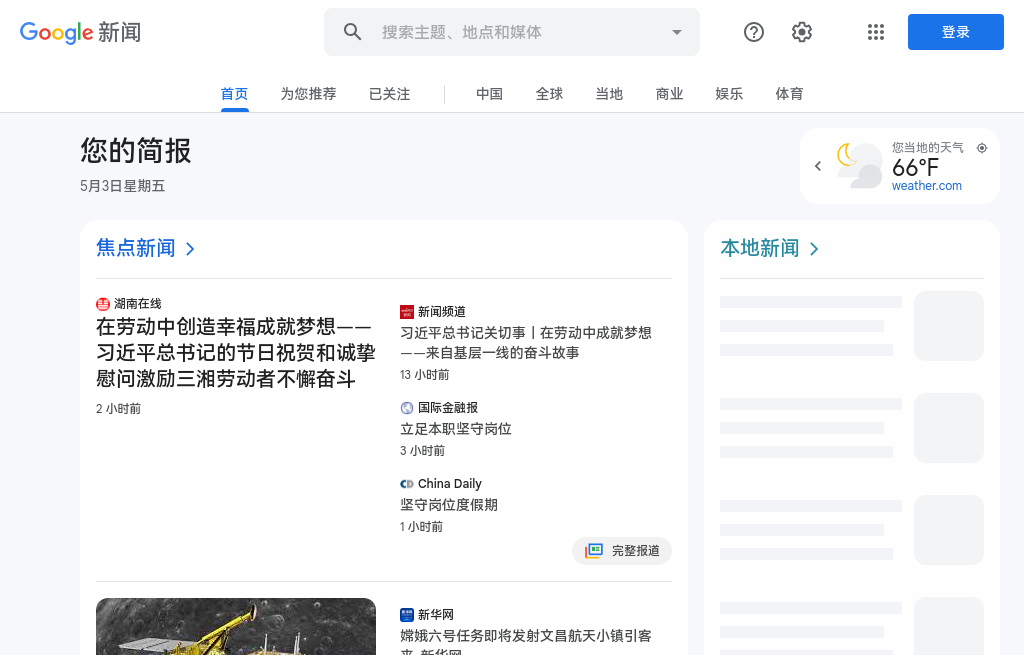 Google 新闻
搜索主题、地点和媒体
登录
首页
为您推荐
已关注
中国
全球
当地
商业
娱乐
体育
您的简报
5月3日星期五
您当地的天气
66°F
weather.com
焦点新闻
本地新闻
湖南在线
在劳动中创造幸福成就梦想——
习近平总书记的节日祝贺和诚挚
慰问激励三湘劳动者不懈奋斗
2 小时前
新闻频道
习近平总书记关切事丨在劳动中成就梦想
——来自基层一线的奋斗故事
13 小时前
国际金融报
立足本职坚守岗位
3 小时前
China Daily
坚守岗位度假期
1 小时前
完整报道
新华网
嫦娥六号任务即将发射文昌航天小镇引客
来-新华网